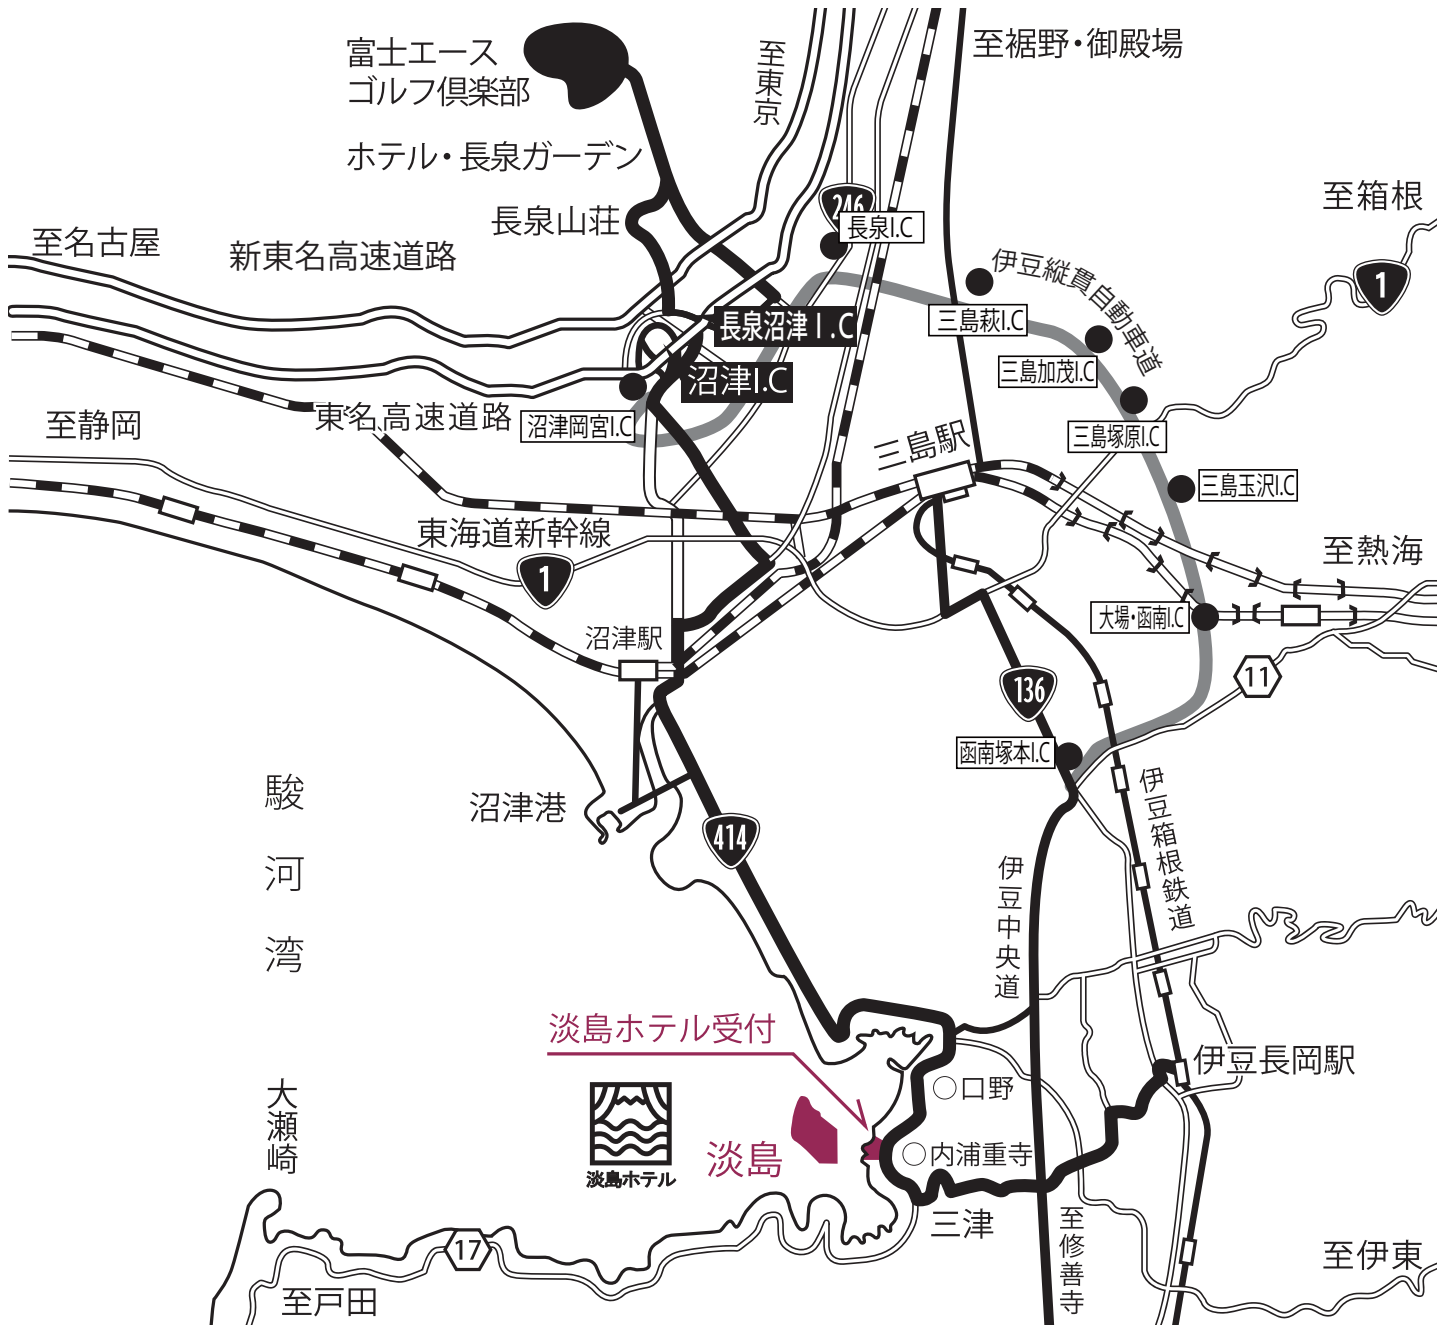 富士エース
ゴルフ倶楽部
至東京
至裾野・御殿場
ホテル・長泉ガーデン
246
長泉I.C
至箱根
長泉山荘
至名古屋
新東名高速道路
伊豆縦貫自動車道
1
三島萩I.C
長泉沼津I.C
三島加茂I.C
沼津I.C
東名高速道路
沼津岡宮I.C
至静岡
三島駅
三島塚原I.C
三島玉沢I.C
東海道新幹線
至熱海
1
大場・函南I.C
沼津駅
11
136
函南塚本I.C
駿河湾
沼津港
伊豆箱根鉄道
414
伊豆中央道
淡島ホテル受付
伊豆長岡駅
口野
大瀬崎
淡島ホテル
淡島
内浦重寺
三津
至修善寺
17
至伊東
至戸田